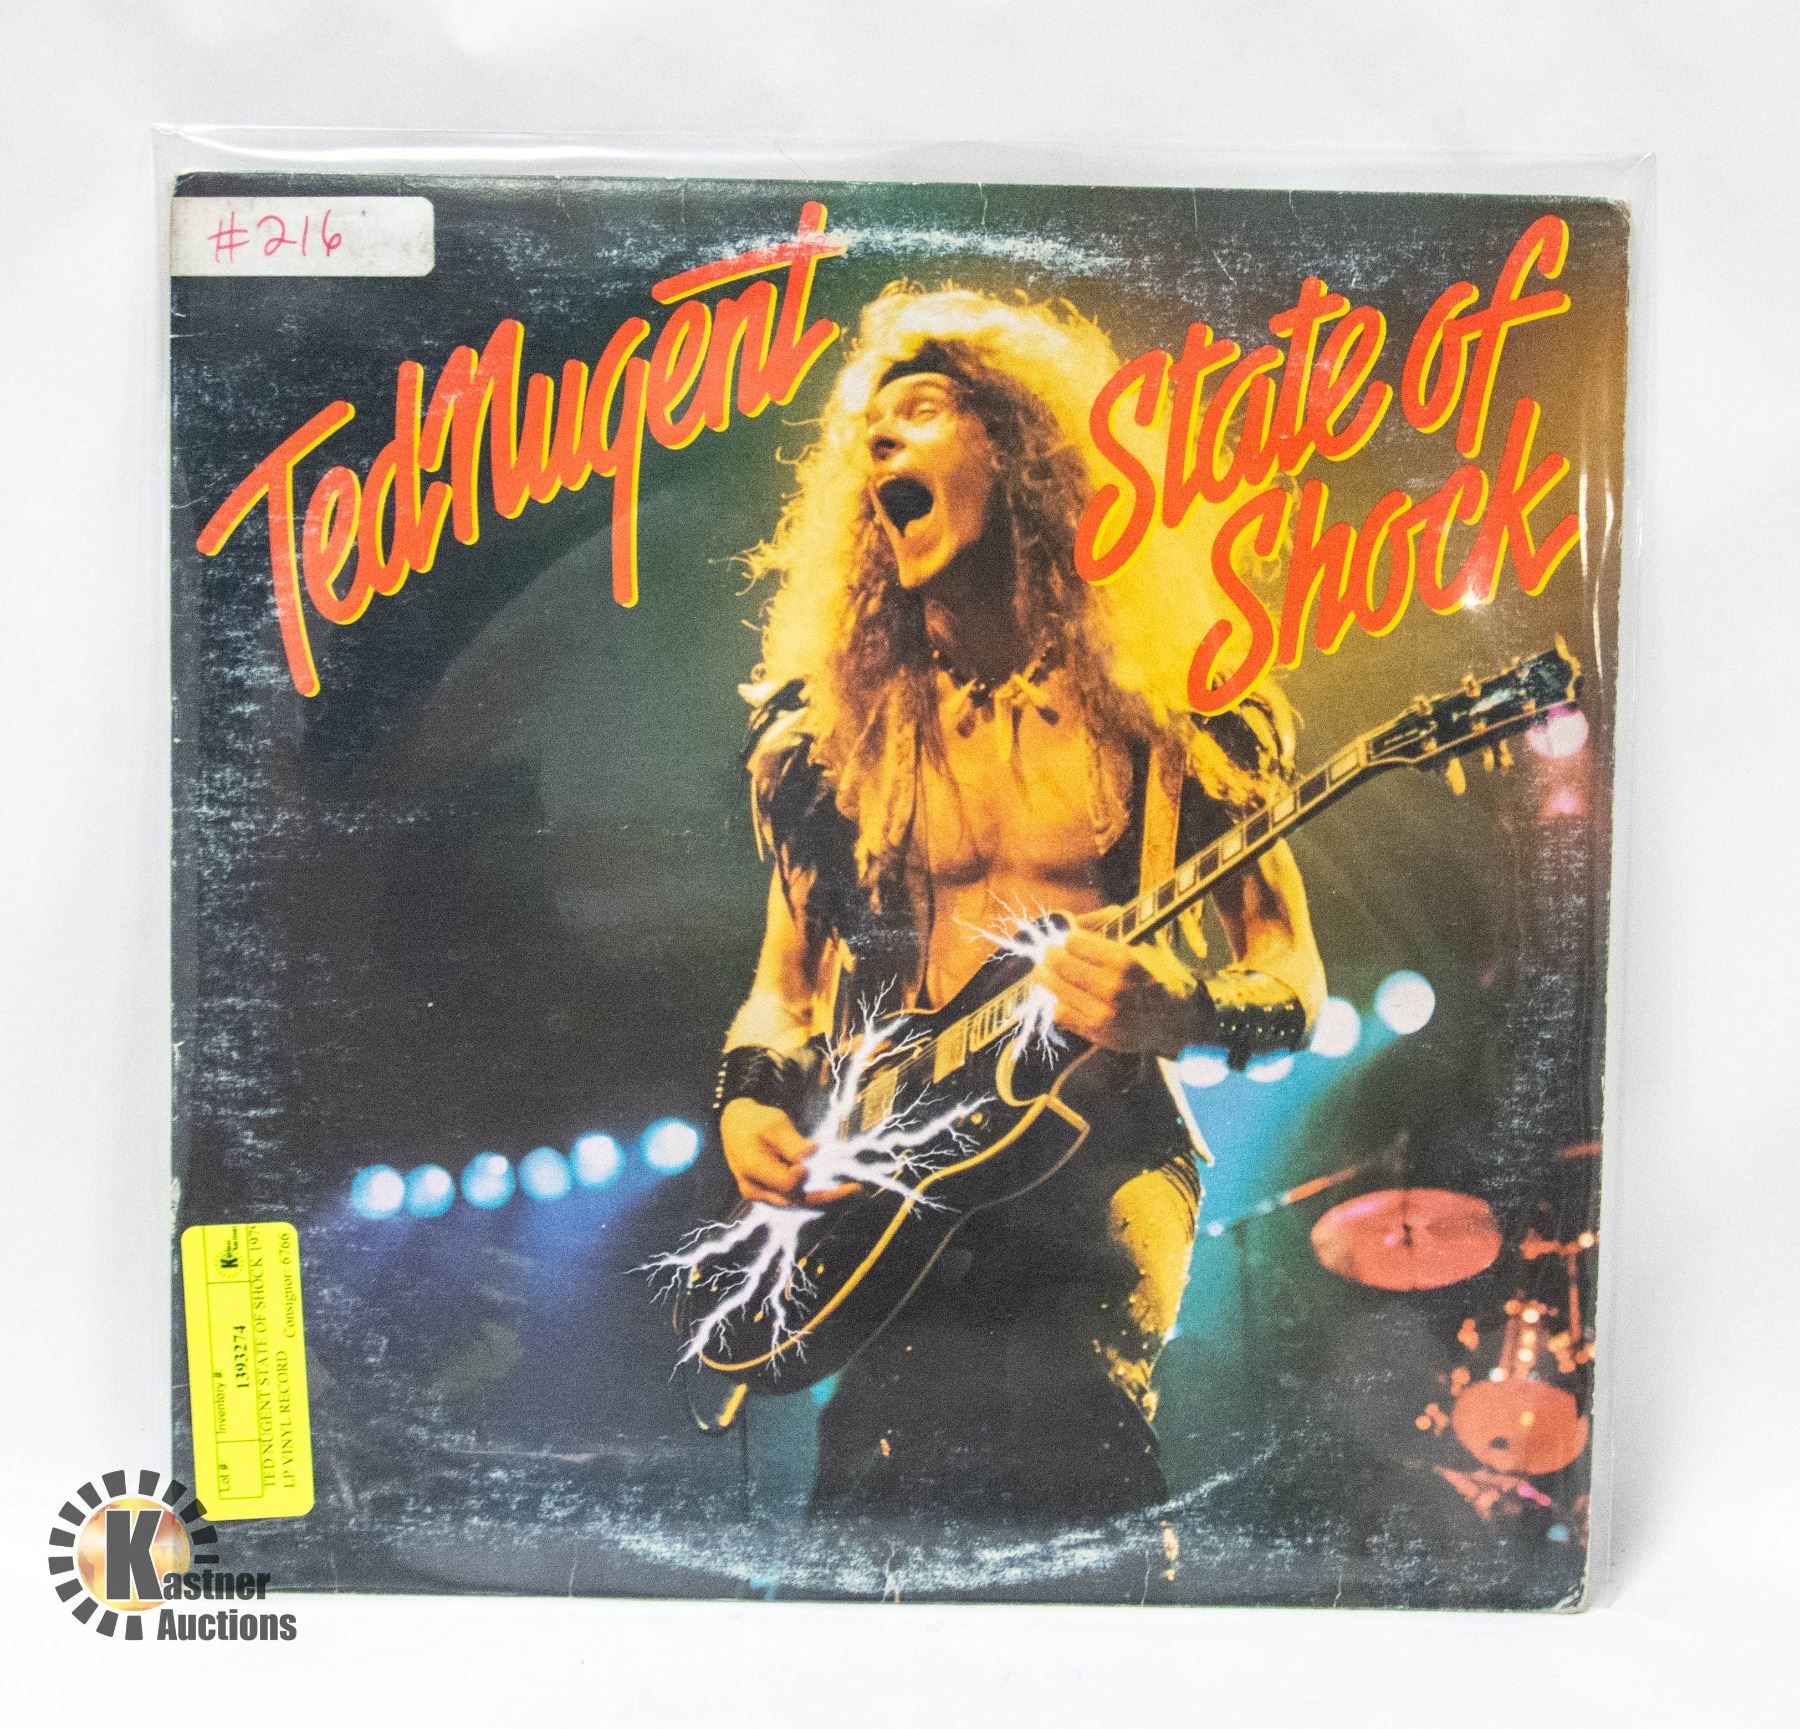 #216
Ted Nugent
State of
Shock
Lot #:
Inventory #:
1393274
TED NUGENT STATE OF SHOCK
LP VINYL RECORD Consignor: 6766
Kastner
Auctions